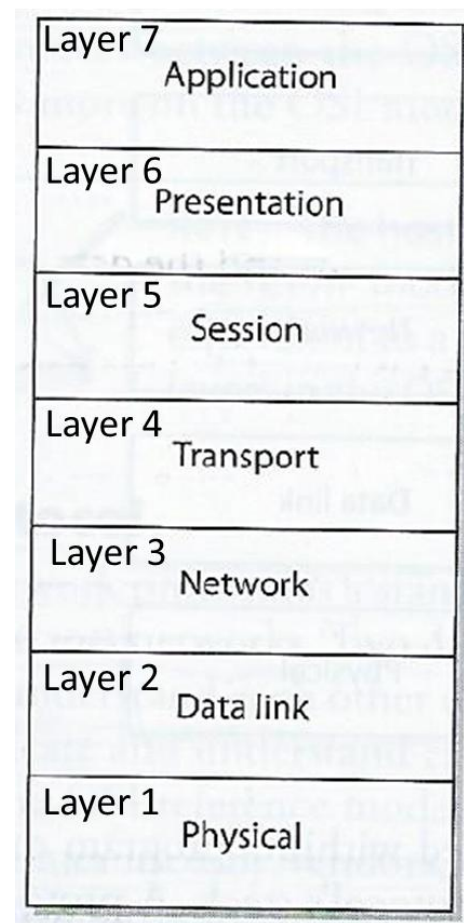 Layer 7
Application
Layer 6
Presentation
Layer 5
Session
Layer 4
Transport
Layer 3
Network
Layer 2
Data link
Layer 1
Physical